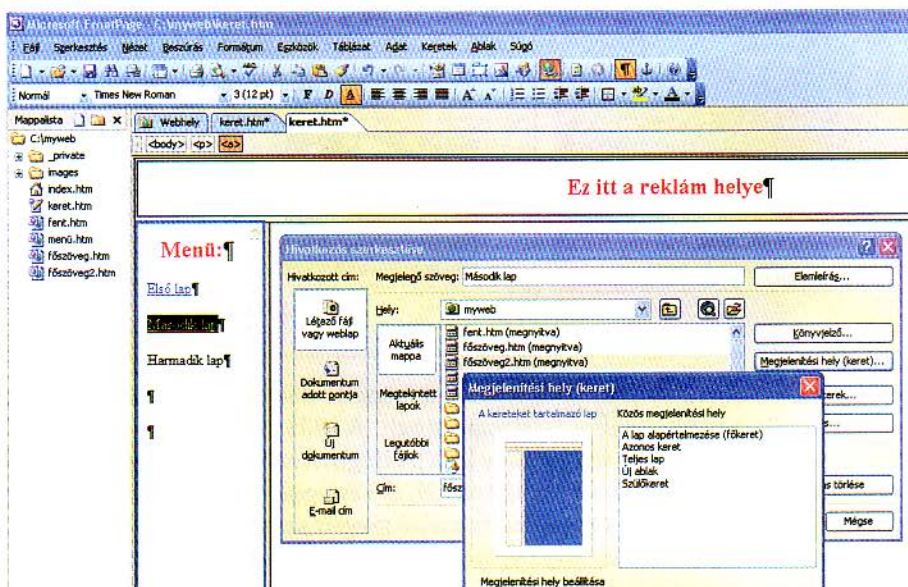 Microsoft FrontPage - C:\myweb\keret.htm
Fájl Szerkesztés Nézet Beszúrás Formátum Eszközök Táblázat Adat Keretek Ablak Súgó
Normál Times New Roman 3 (12 pt) F D A
Mappalista
Webhely keret.htm* keret.htm*
C:\myweb
<body> <p> <a>
_private
images
index.htm
keret.htm
fent.htm
menü.htm
főszöveg.htm
főszöveg2.htm
Ez itt a reklám helye¶
Menü:¶
Első lap¶
Második lap¶
Harmadik lap¶
¶
¶
Hivatkozás szerkesztése
Hivatkozott cím:
Megjelenő szöveg: Második lap
Elemleírás...
Létező fájl vagy weblap
Dokumentum adott pontja
Új dokumentum
E-mail cím
Hely: myweb
Aktuális mappa
Megtekintett lapok
Legutóbbi fájlok
fent.htm (megnyitva)
főszöveg.htm (megnyitva)
főszöveg2.htm (megnyitva)
Könyvjelző...
Megjelenítési hely (keret)...
Cím:
törlése
Mégse
Megjelenítési hely (keret)
A kereteket tartalmazó lap
Közös megjelenítési hely
A lap alapértelmezése (főkeret)
Azonos keret
Teljes lap
Új ablak
Szülőkeret
Megjelenítési hely beállítása